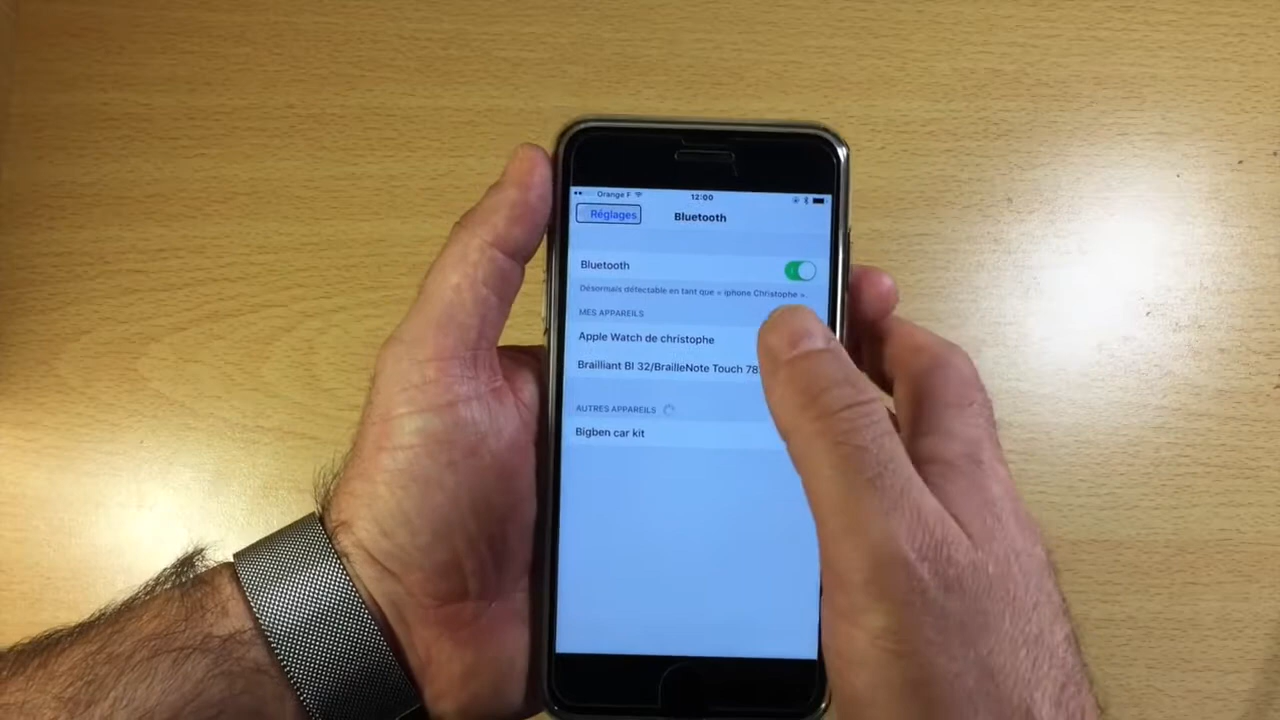 Orange F 12:00
Réglages Bluetooth
Bluetooth
Désormais détectable en tant que « iphone Christophe ».
MES APPAREILS
Apple Watch de christophe
Brailliant BI 32/BrailleNote Touch 78
AUTRES APPAREILS
Bigben car kit